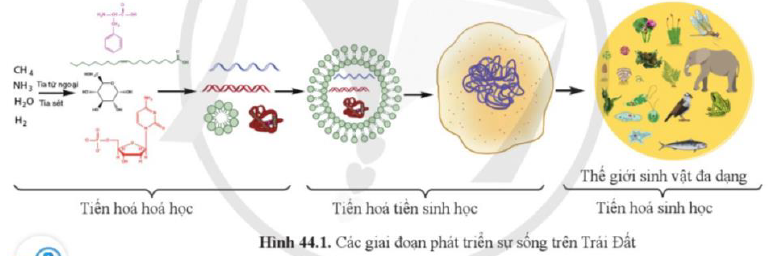 CH4
NH3
H2O
H2
Tia tử ngoại
Tia sét
Thế giới sinh vật đa dạng
Tiến hoá hoá học
Tiến hoá tiền sinh học
Tiến hoá sinh học
Hình 44.1. Các giai đoạn phát triển sự sống trên Trái Đất